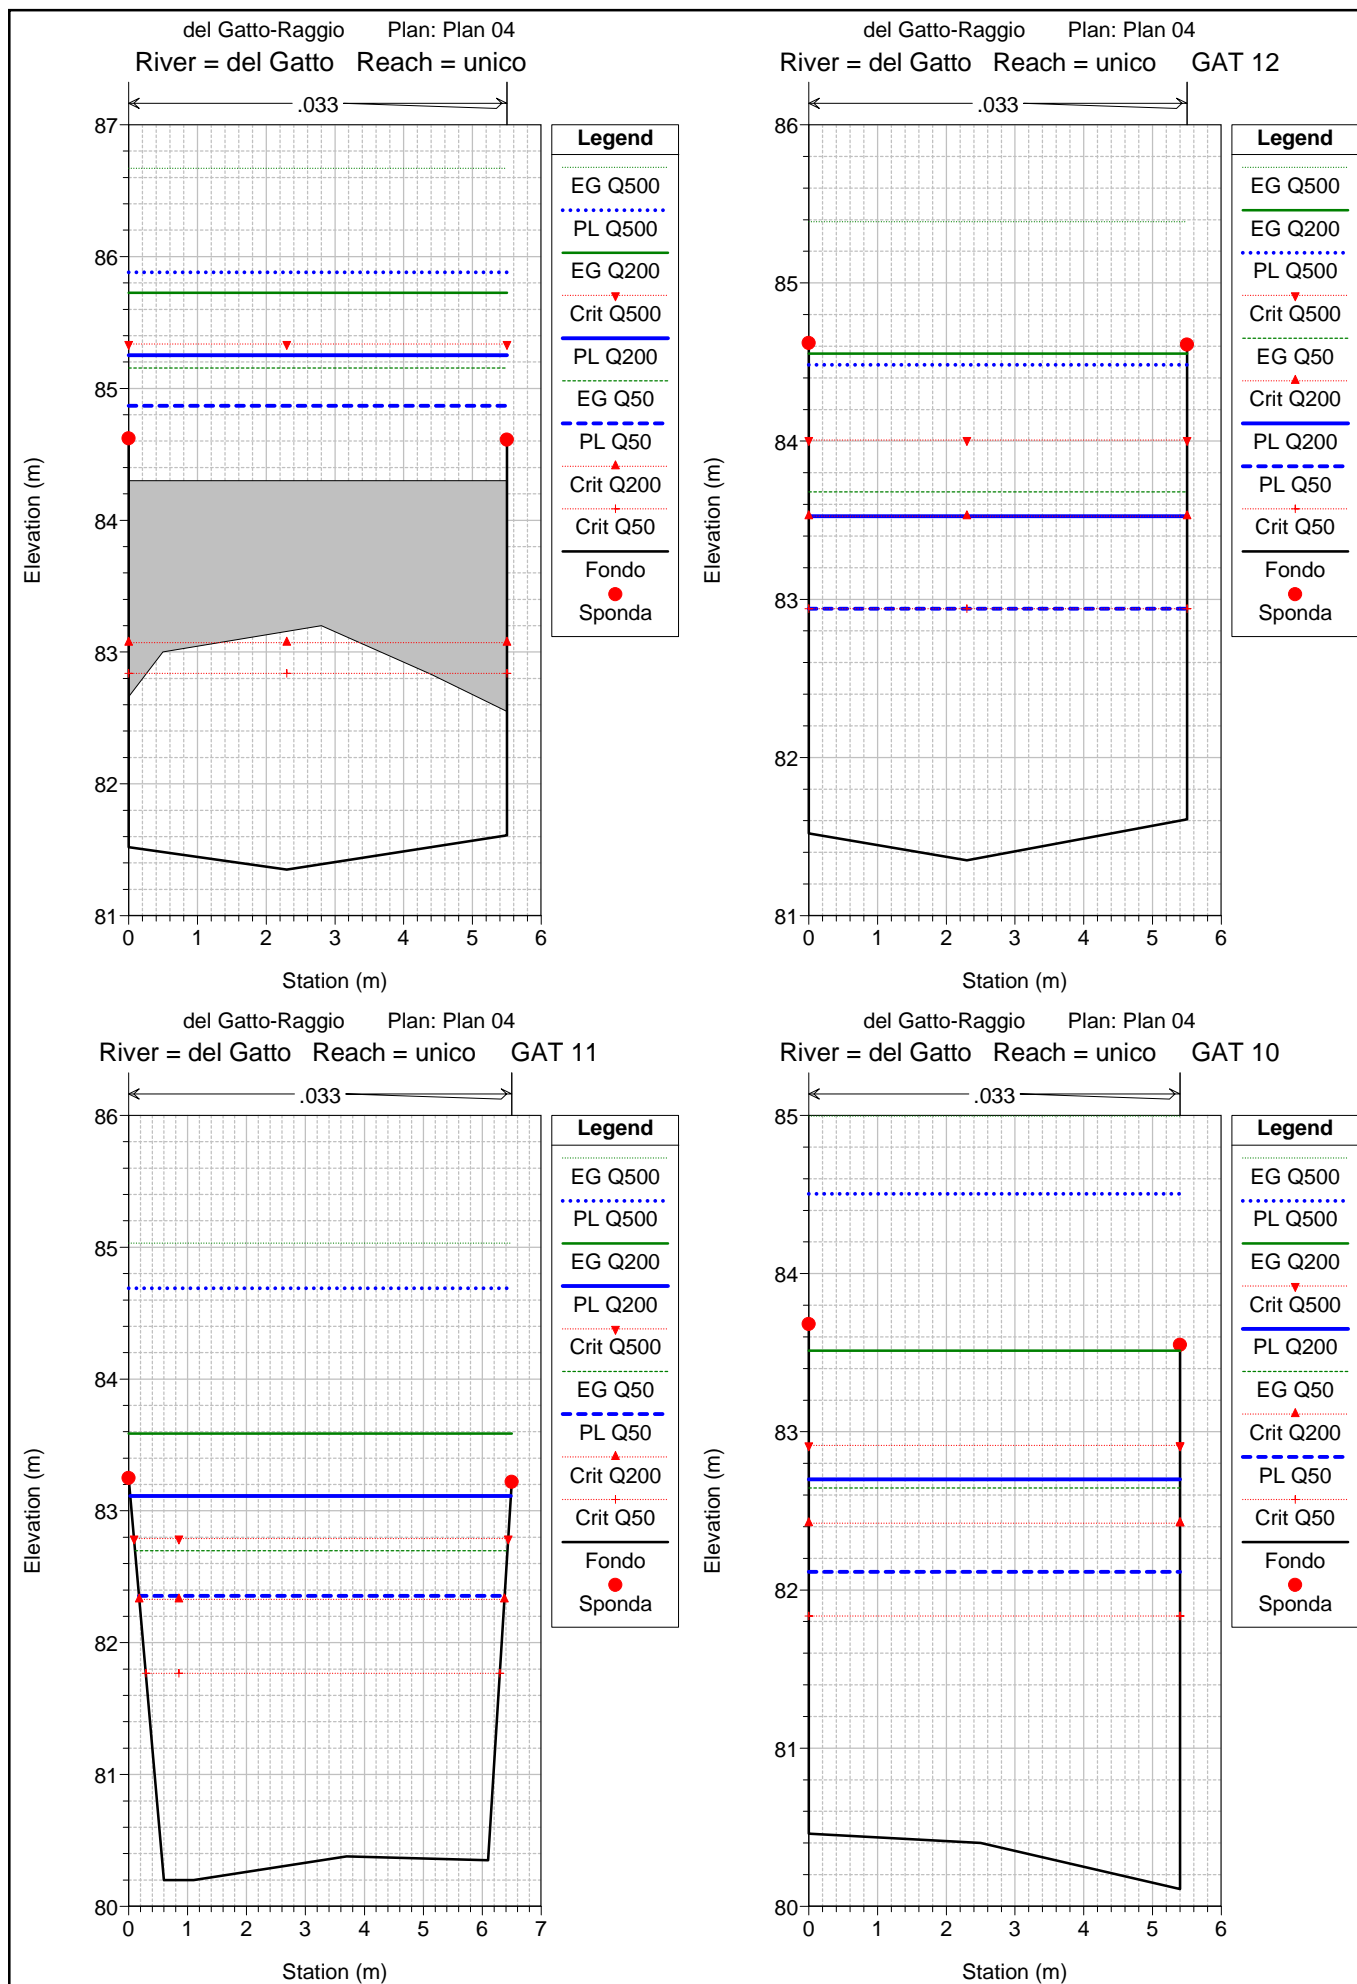 del Gatto-Raggio Plan: Plan 04
River = del Gatto Reach = unico
.033
87
86
85
84
83
82
81
0 1 2 3 4 5 6
Elevation (m)
Station (m)
Legend
EG Q500
PL Q500
EG Q200
Crit Q500
PL Q200
EG Q50
PL Q50
Crit Q200
Crit Q50
Fondo
Sponda
del Gatto-Raggio Plan: Plan 04
River = del Gatto Reach = unico GAT 12
.033
86
85
84
83
82
81
0 1 2 3 4 5 6
Elevation (m)
Station (m)
Legend
EG Q500
EG Q200
PL Q500
Crit Q500
EG Q50
Crit Q200
PL Q200
PL Q50
Crit Q50
Fondo
Sponda
del Gatto-Raggio Plan: Plan 04
River = del Gatto Reach = unico GAT 11
.033
86
85
84
83
82
81
80
0 1 2 3 4 5 6 7
Elevation (m)
Station (m)
Legend
EG Q500
PL Q500
EG Q200
PL Q200
Crit Q500
EG Q50
PL Q50
Crit Q200
Crit Q50
Fondo
Sponda
del Gatto-Raggio Plan: Plan 04
River = del Gatto Reach = unico GAT 10
.033
85
84
83
82
81
80
0 1 2 3 4 5 6
Elevation (m)
Station (m)
Legend
EG Q500
PL Q500
EG Q200
Crit Q500
PL Q200
EG Q50
Crit Q200
PL Q50
Crit Q50
Fondo
Sponda